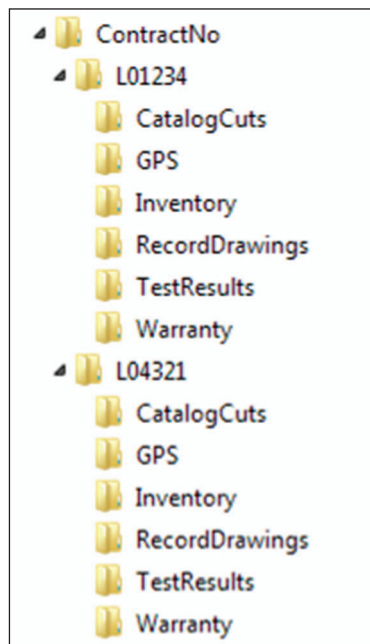 ContractNo
L01234
CatalogCuts
GPS
Inventory
RecordDrawings
TestResults
Warranty
L04321
CatalogCuts
GPS
Inventory
RecordDrawings
TestResults
Warranty